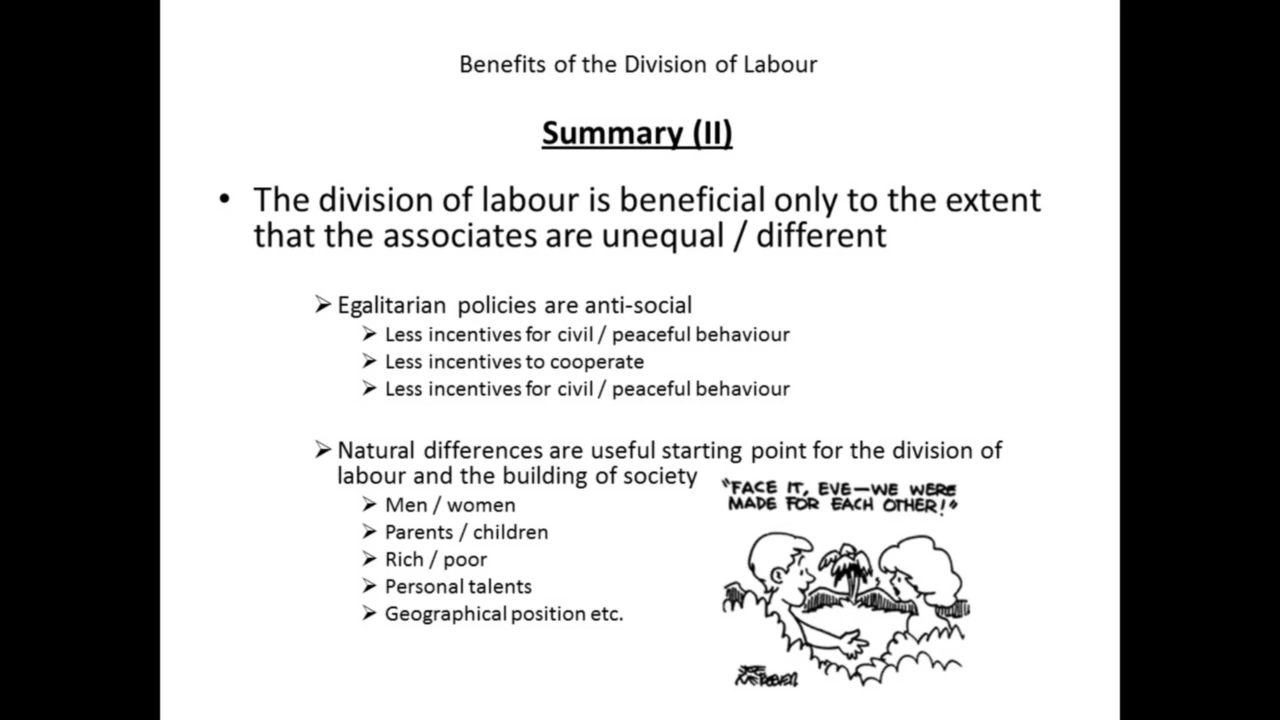 Benefits of the Division of Labour
Summary (II)
• The division of labour is beneficial only to the extent
that the associates are unequal / different
➢ Egalitarian policies are anti-social
➢ Less incentives for civil / peaceful behaviour
➢ Less incentives to cooperate
➢ Less incentives for civil / peaceful behaviour
➢ Natural differences are useful starting point for the division of
labour and the building of society
➢ Men / women
➢ Parents / children
➢ Rich / poor
➢ Personal talents
➢ Geographical position etc.
"FACE IT, EVE—WE WERE
MADE FOR EACH OTHER!"
JOE